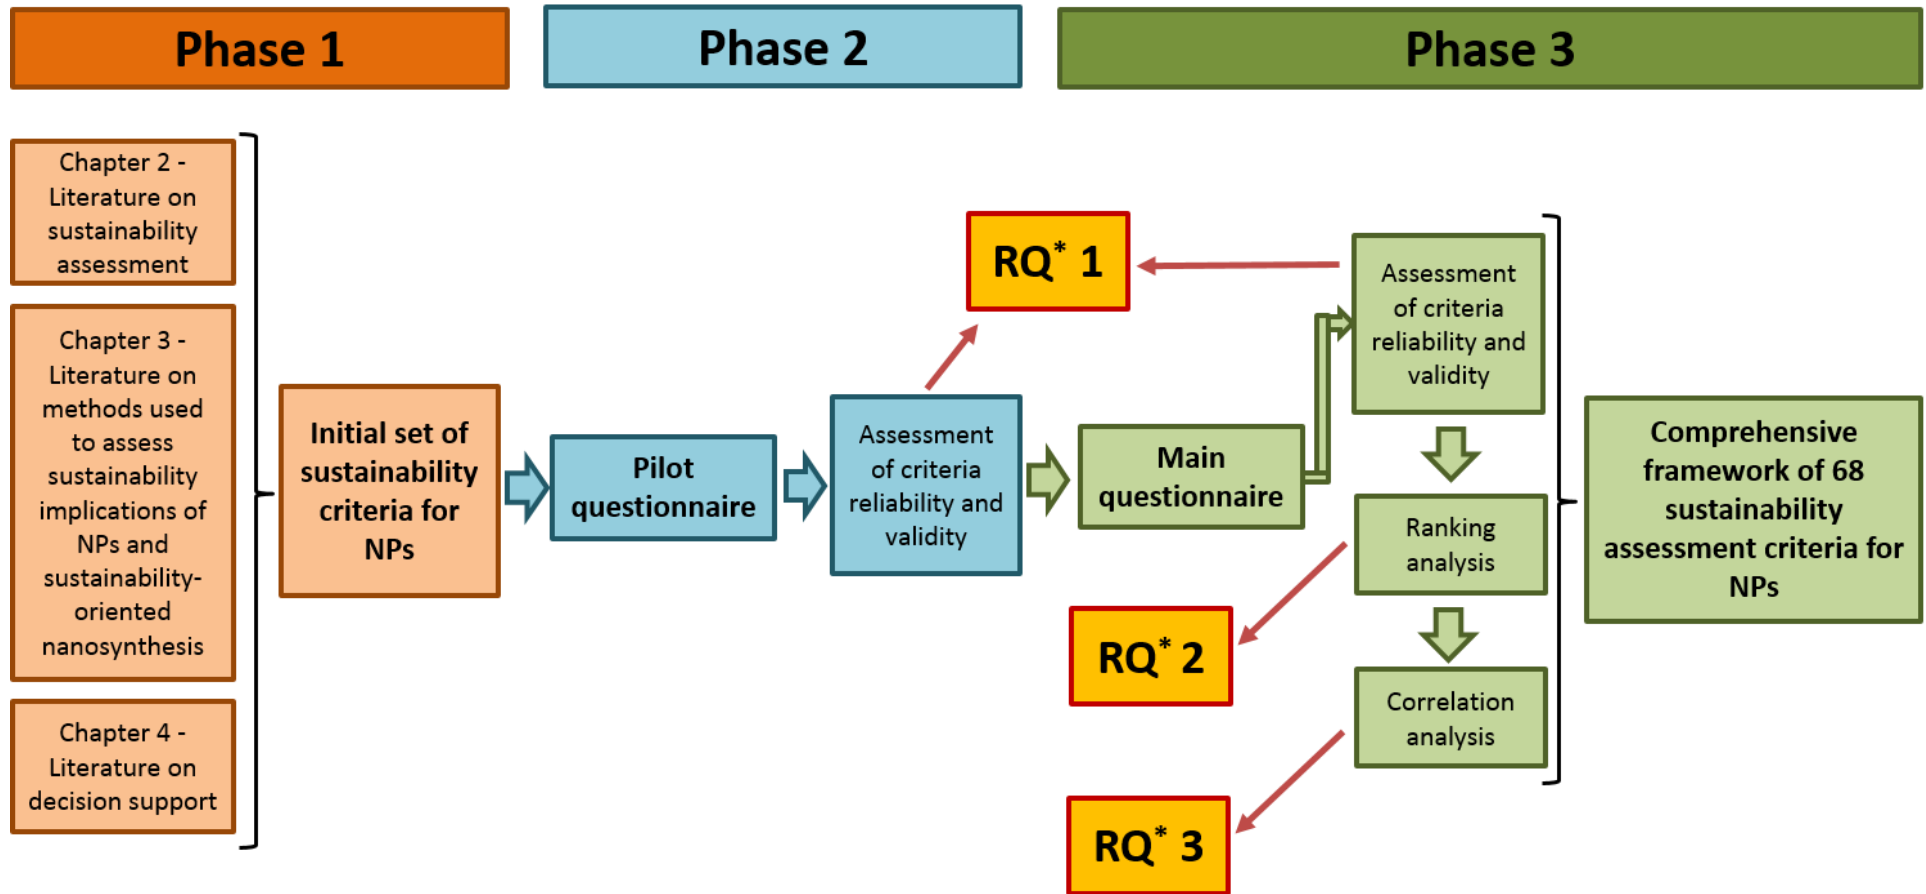 Phase 1
Phase 2
Phase 3
Chapter 2 -
Literature on
sustainability
assessment
Chapter 3 -
Literature on
methods used
to assess
sustainability
implications of
NPs and
sustainability-
oriented
nanosynthesis
Chapter 4 -
Literature on
decision support
Initial set of
sustainability
criteria for
NPs
Pilot
questionnaire
Assessment
of criteria
reliability and
validity
RQ* 1
Main
questionnaire
Assessment
of criteria
reliability and
validity
Ranking
analysis
Correlation
analysis
RQ* 2
RQ* 3
Comprehensive
framework of 68
sustainability
assessment criteria for
NPs